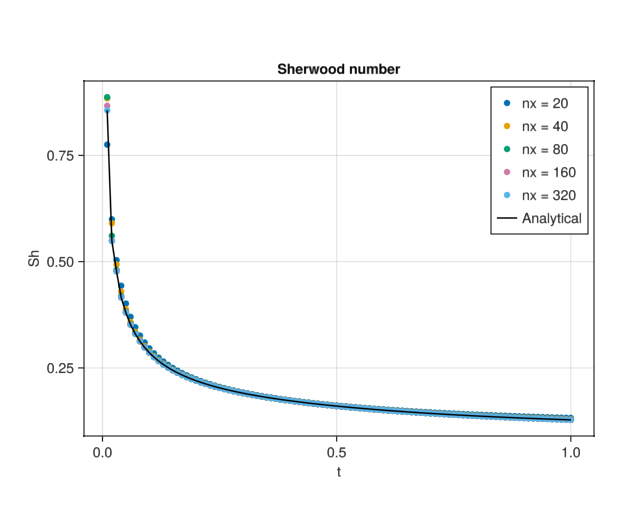 Sherwood number
nx = 20
nx = 40
nx = 80
nx = 160
nx = 320
Analytical
0.75
0.50
0.25
Sh
0.0
0.5
1.0
t